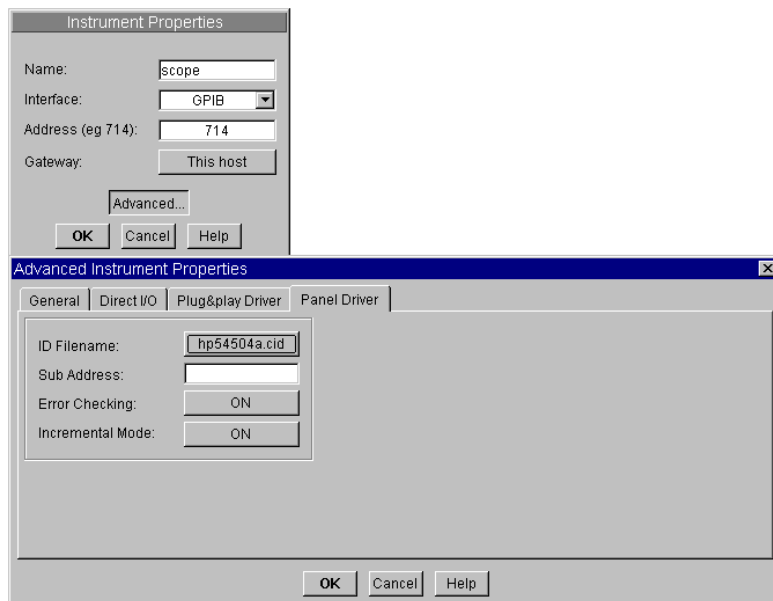 Instrument Properties
Name: scope
Interface: GPIB
Address (eg 714): 714
Gateway: This host
Advanced...
OK Cancel Help
Advanced Instrument Properties
General Direct I/O Plug&play Driver Panel Driver
ID Filename: hp54504a.cid
Sub Address:
Error Checking: ON
Incremental Mode: ON
OK Cancel Help